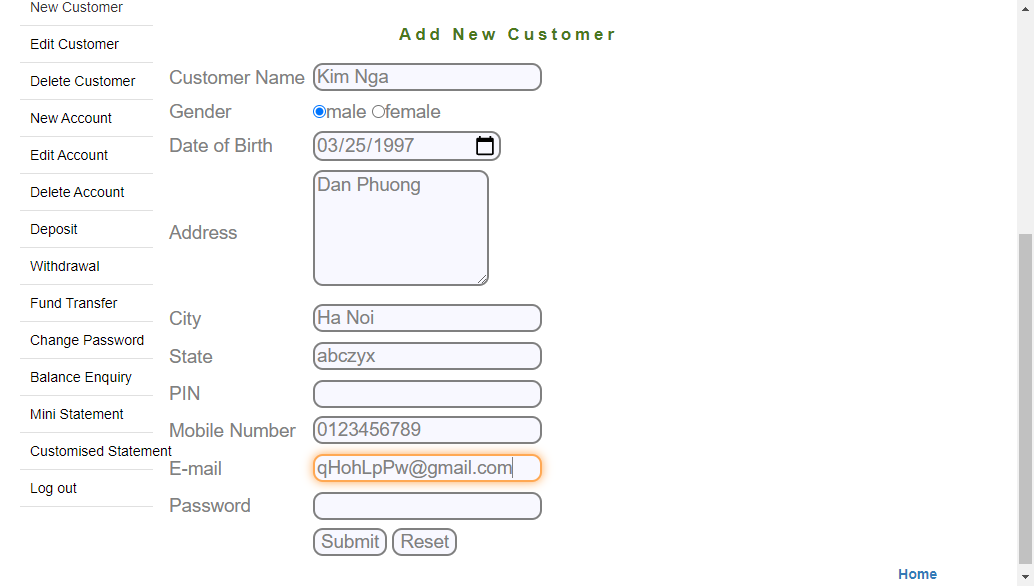 New Customer
Edit Customer
Delete Customer
New Account
Edit Account
Delete Account
Deposit
Withdrawal
Fund Transfer
Change Password
Balance Enquiry
Mini Statement
Customised Statement
Log out
Add New Customer
Customer Name Kim Nga
Gender male female
Date of Birth 03/25/1997
Address Dan Phuong
City Ha Noi
State abczyx
PIN
Mobile Number 0123456789
E-mail qHohLpPw@gmail.com
Password
Submit Reset
Home